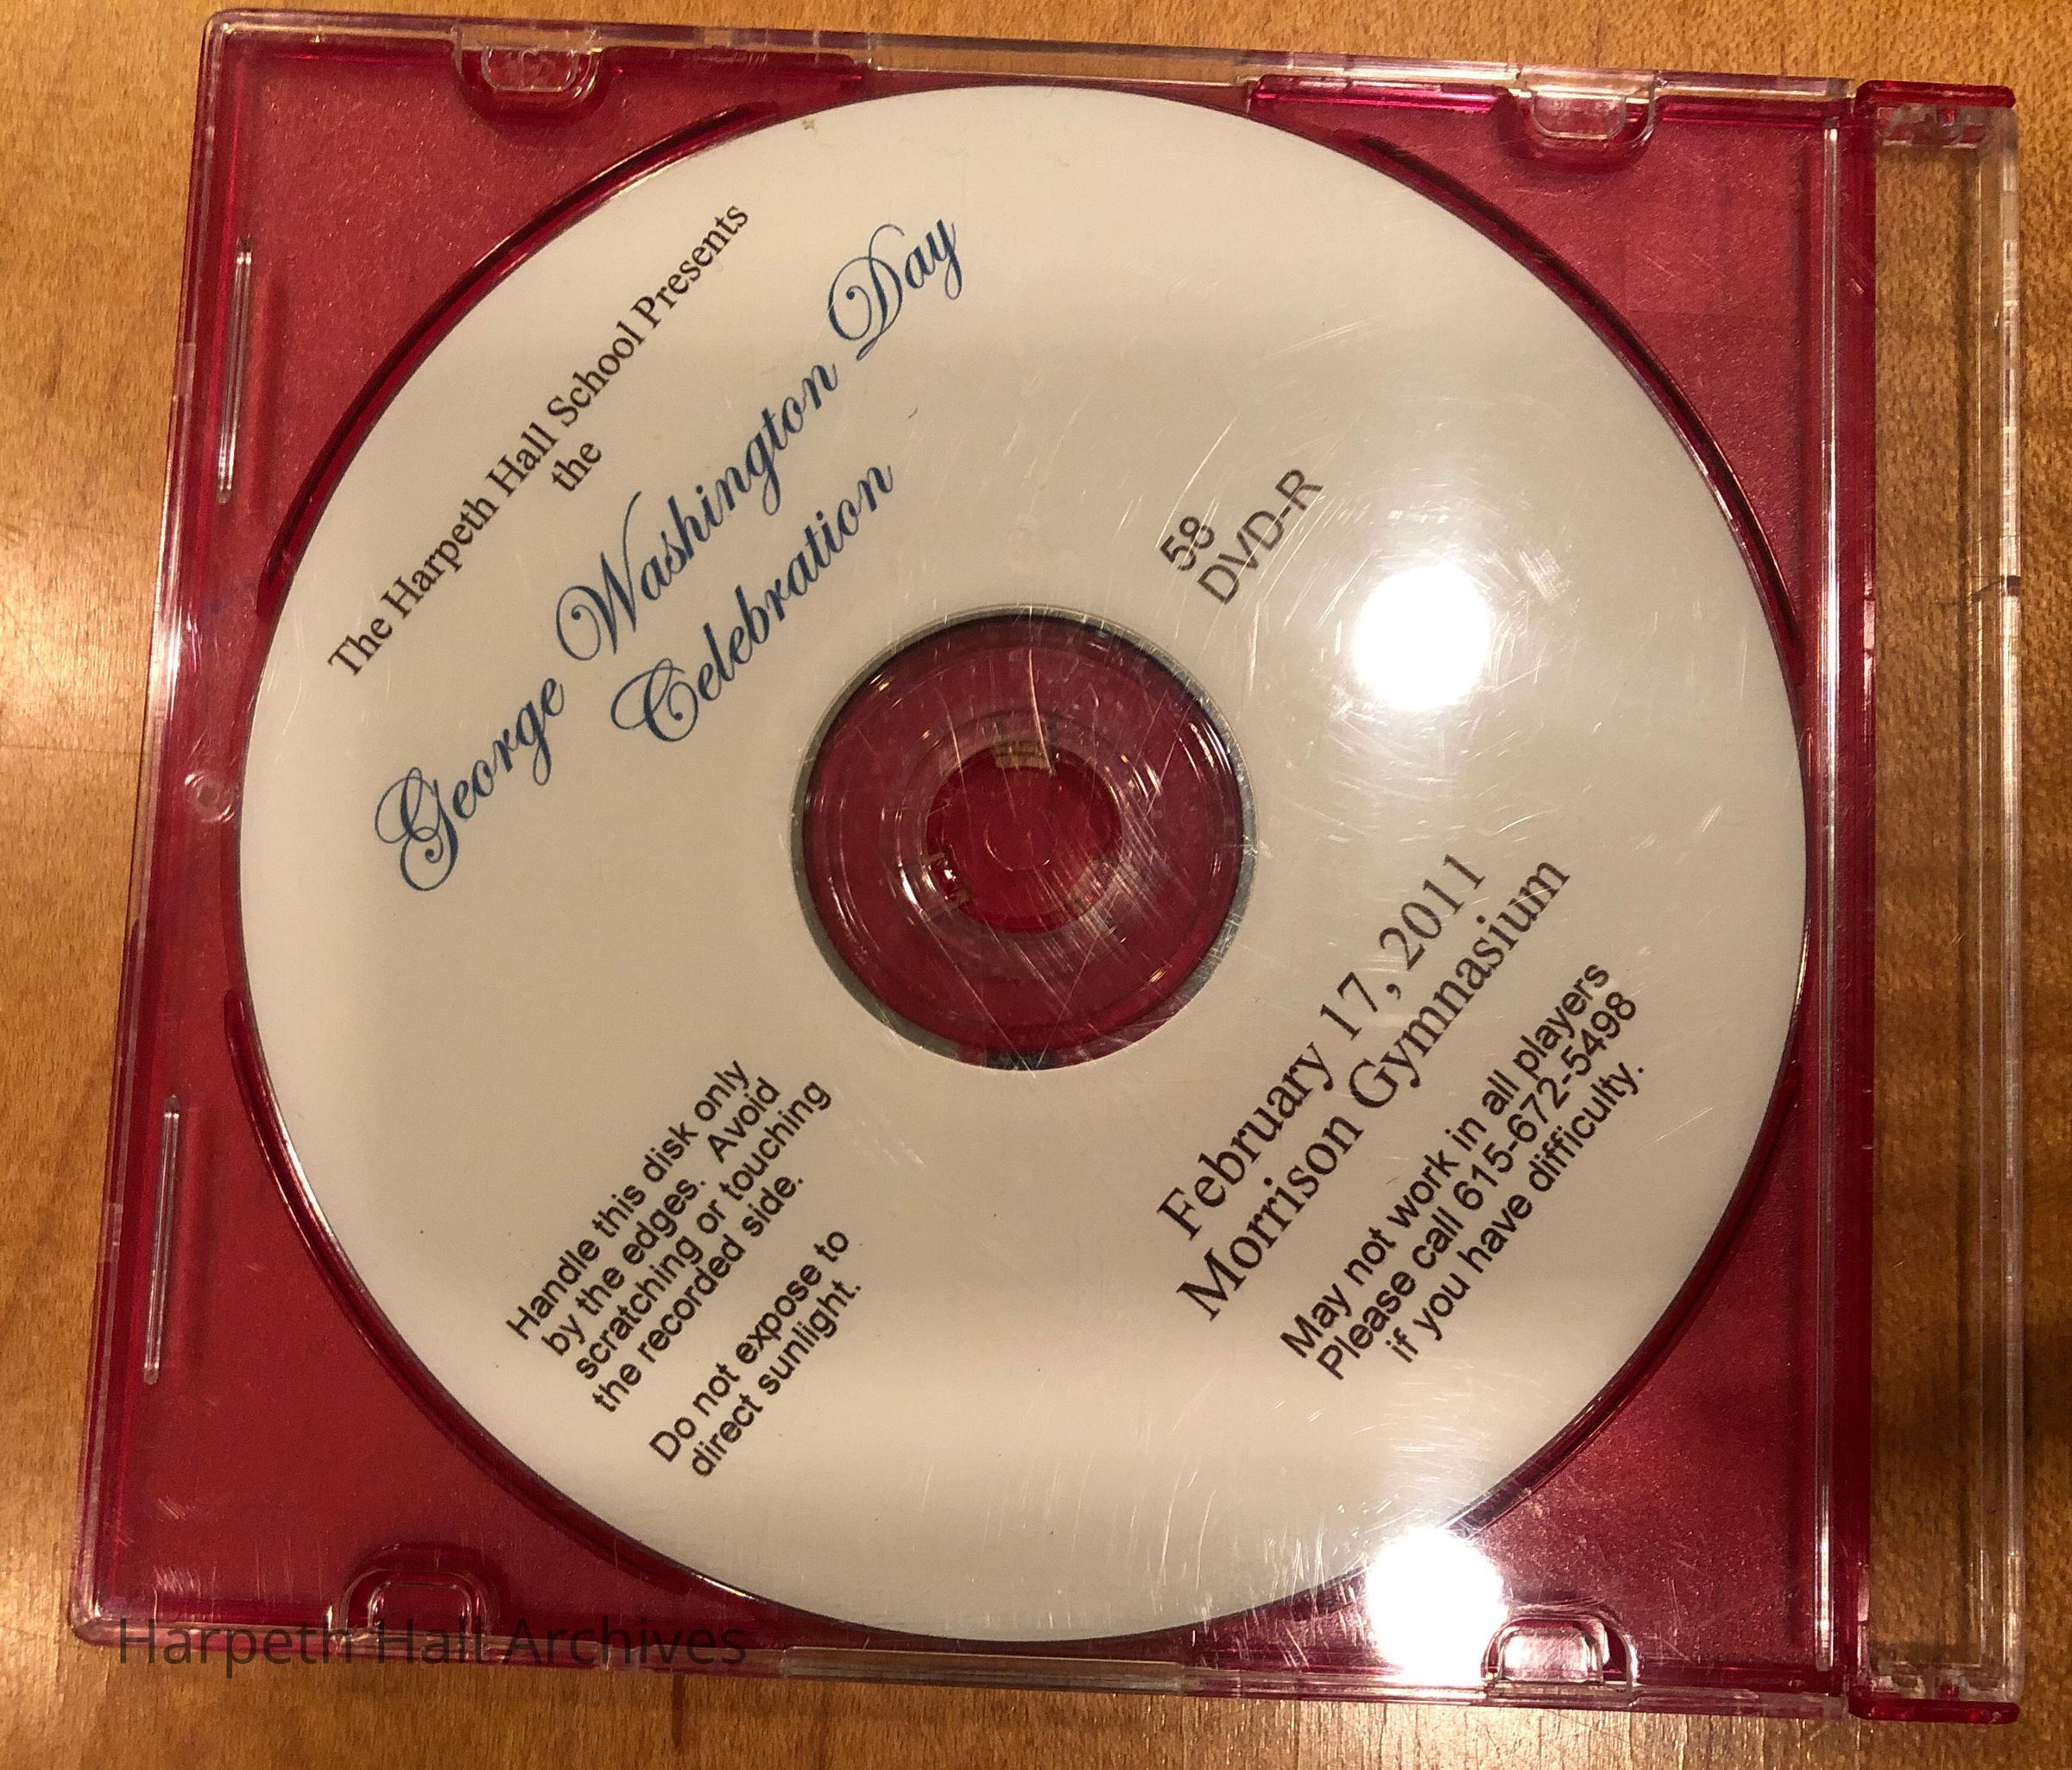 The Harpeth Hall School Presents
the
George Washington Day
Celebration
58
DVD-R
Handle this disk only
by the edges. Avoid
scratching or touching
the recorded side.
Do not expose to
direct sunlight.
February 17, 2011
Morrison Gymnasium
May not work in all players
Please call 615-672-5498
if you have difficulty.
Harpeth Hall Archives